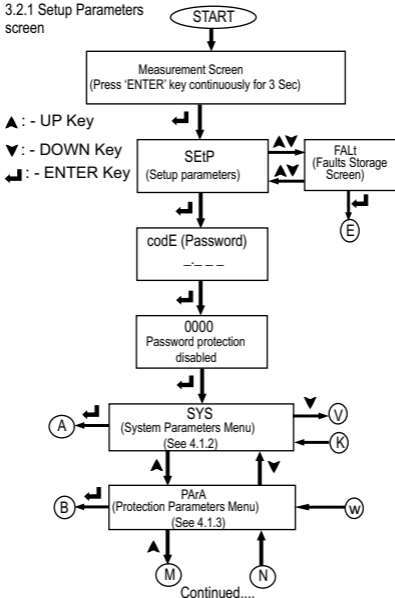 3.2.1 Setup Parameters
screen
START
Measurement Screen
(Press ‘ENTER’ key continuously for 3 Sec)
: - UP Key
: - DOWN Key
: - ENTER Key
SEtP
(Setup parameters)
FALt
(Faults Storage
Screen)
E
codE (Password)
_._ _ _
0000
Password protection
disabled
SYS
(System Parameters Menu)
(See 4.1.2)
A
V
K
PArA
(Protection Parameters Menu)
(See 4.1.3)
B
w
M
N
Continued....